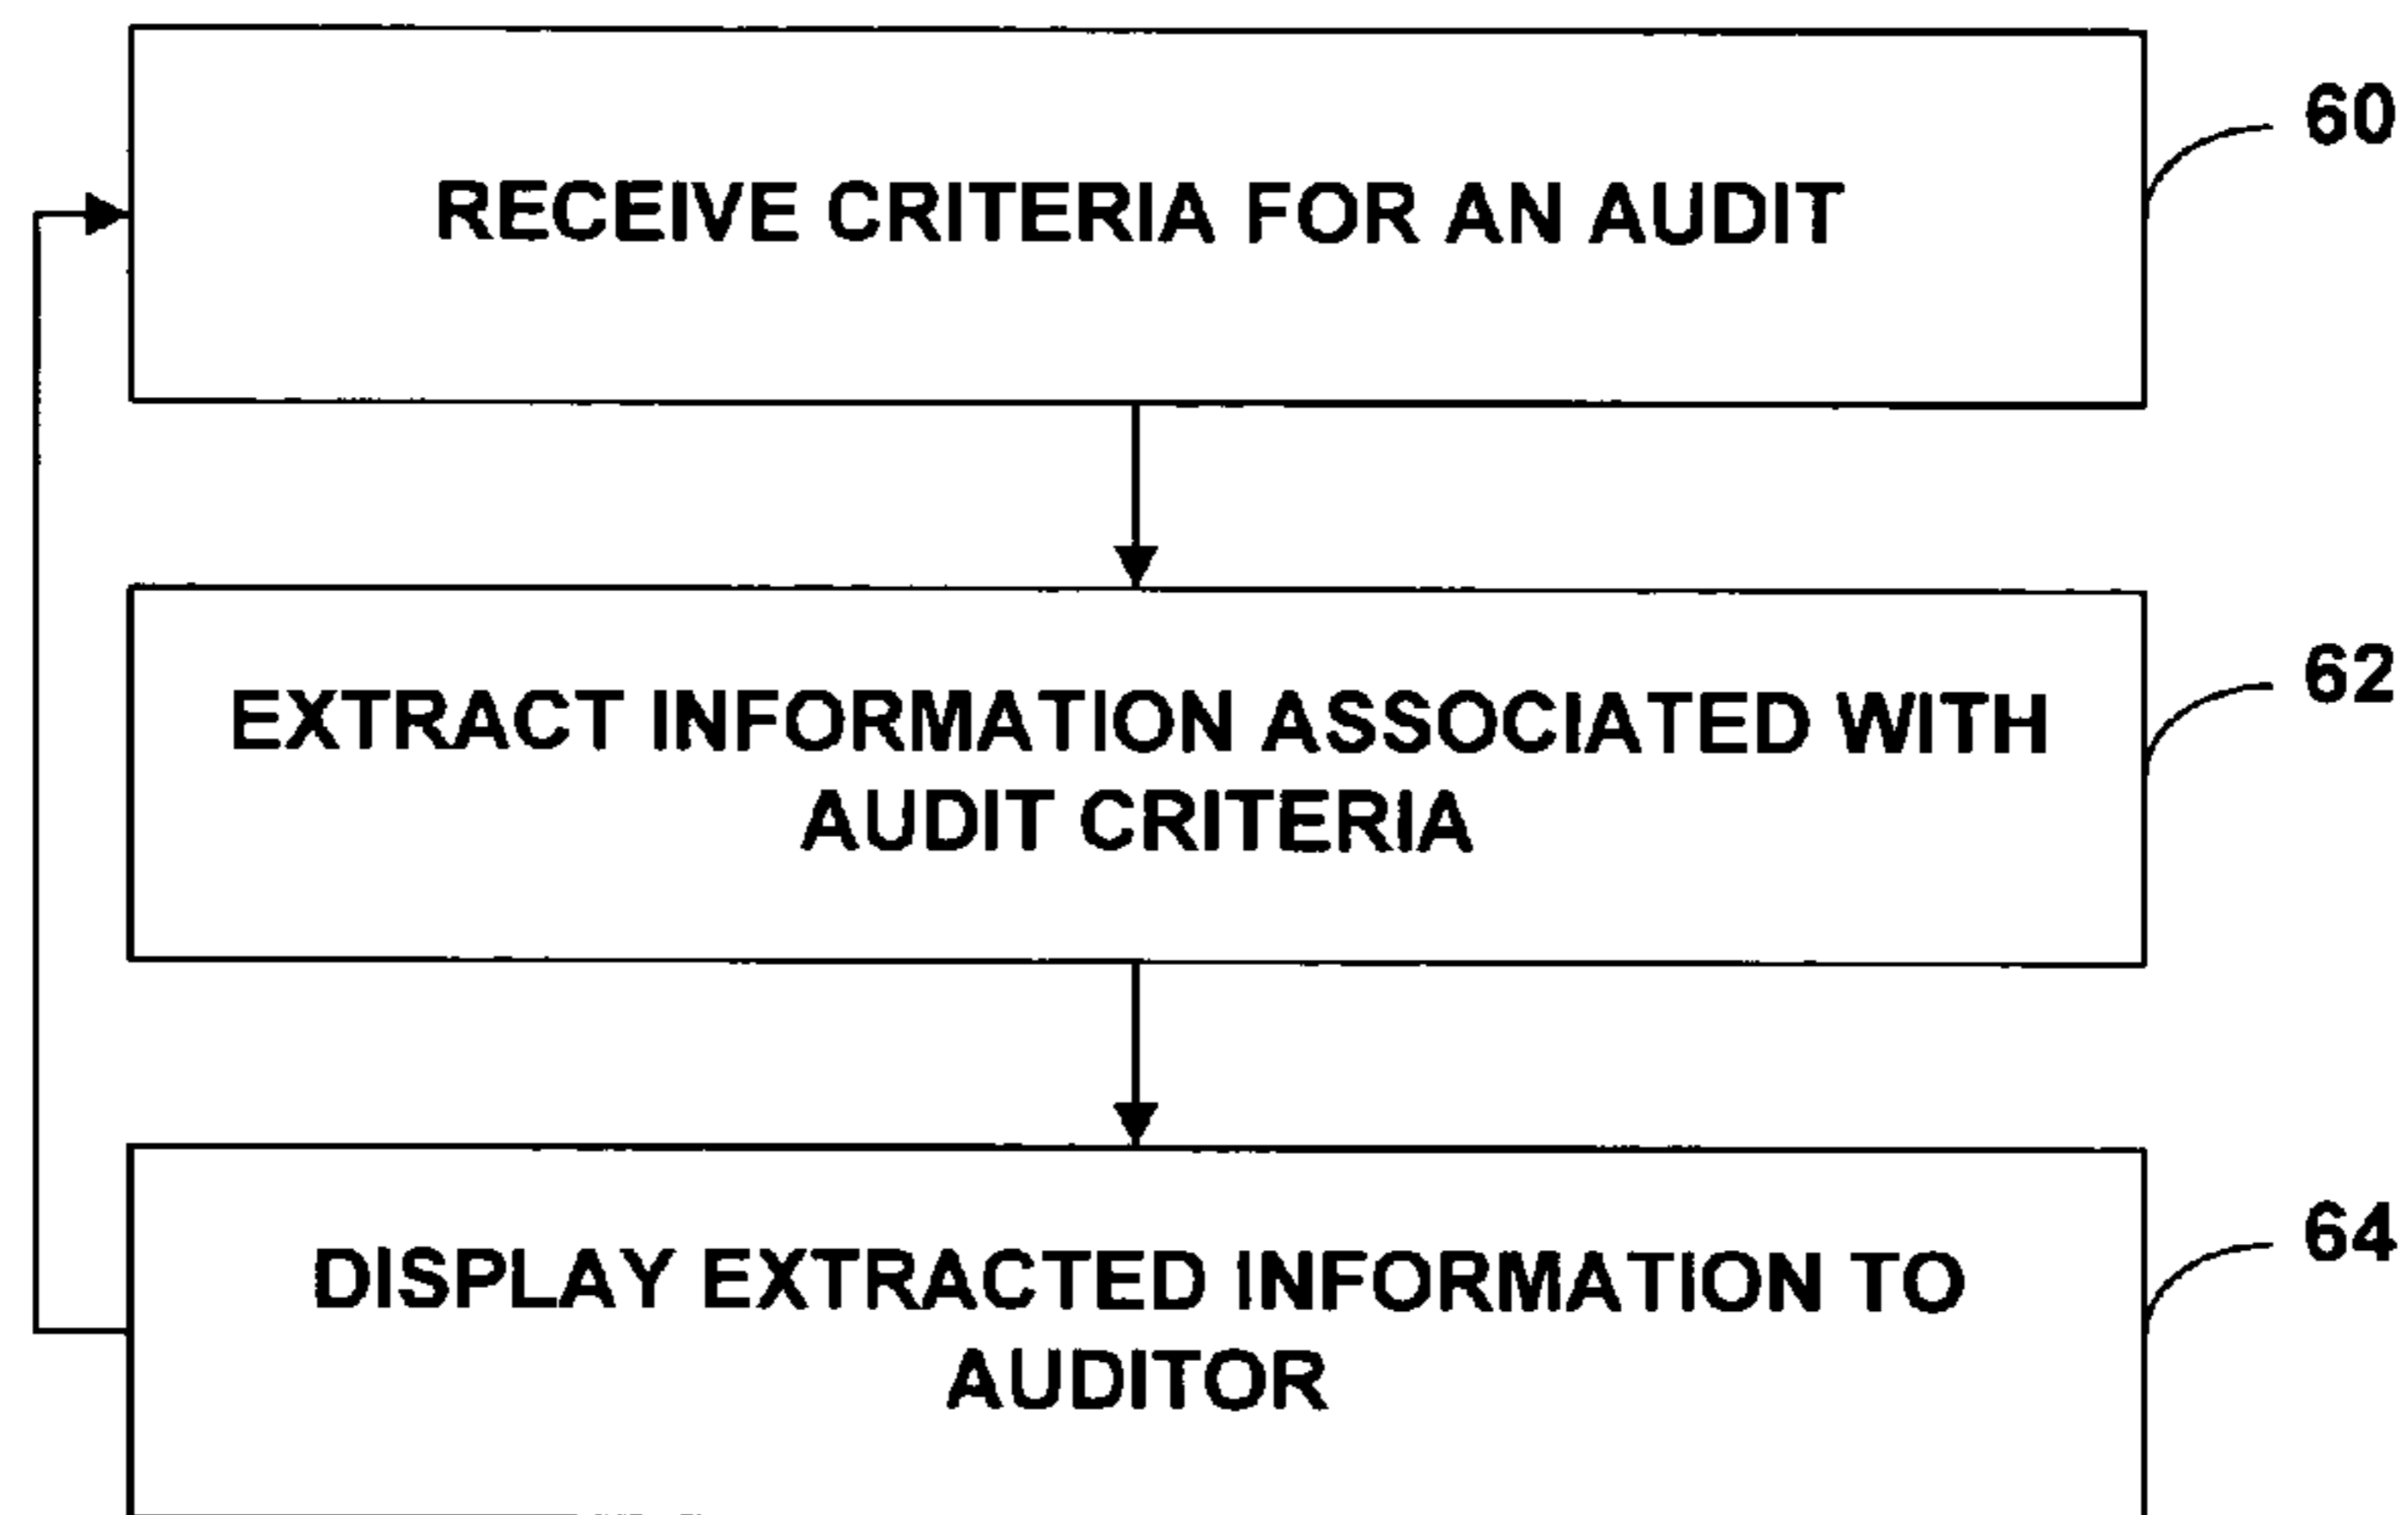 60
RECEIVE CRITERIA FOR AN AUDIT
62
EXTRACT INFORMATION ASSOCIATED WITH
AUDIT CRITERIA
64
DISPLAY EXTRACTED INFORMATION TO
AUDITOR